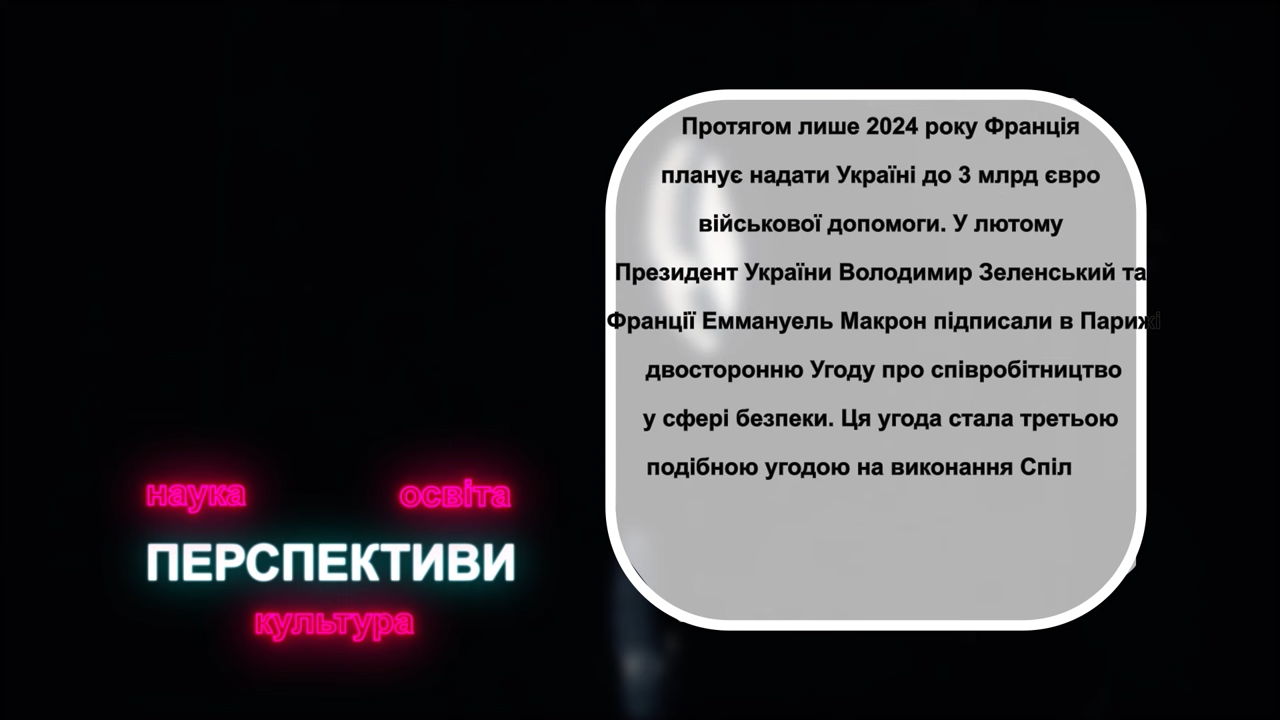 Протягом лише 2024 року Франція
планує надати Україні до 3 млрд євро
військової допомоги. У лютому
Президент України Володимир Зеленський та
Франції Еммануель Макрон підписали в Парижі
двосторонню Угоду про співробітництво
у сфері безпеки. Ця угода стала третьою
подібною угодою на виконання Спіл
наука
освіта
ПЕРСПЕКТИВИ
культура